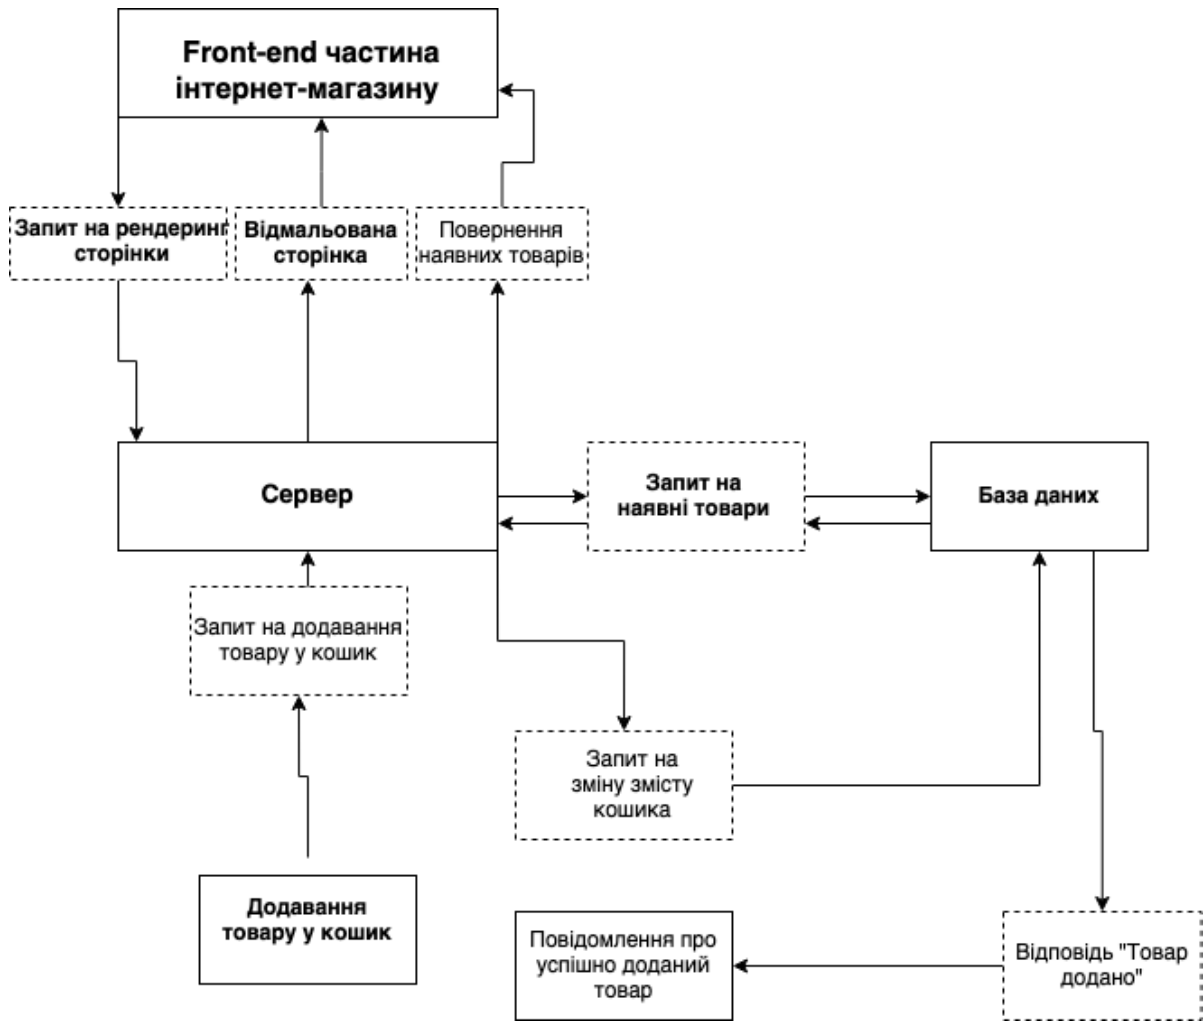 Front-end частина
інтернет-магазину
Запит на рендеринг
сторінки
Відмальована
сторінка
Повернення
наявних товарів
Сервер
Запит на
наявні товари
База даних
Запит на додавання
товару у кошик
Запит на
зміну змісту
кошика
Додавання
товару у кошик
Повідомлення про
успішно доданий
товар
Відповідь "Товар
додано"